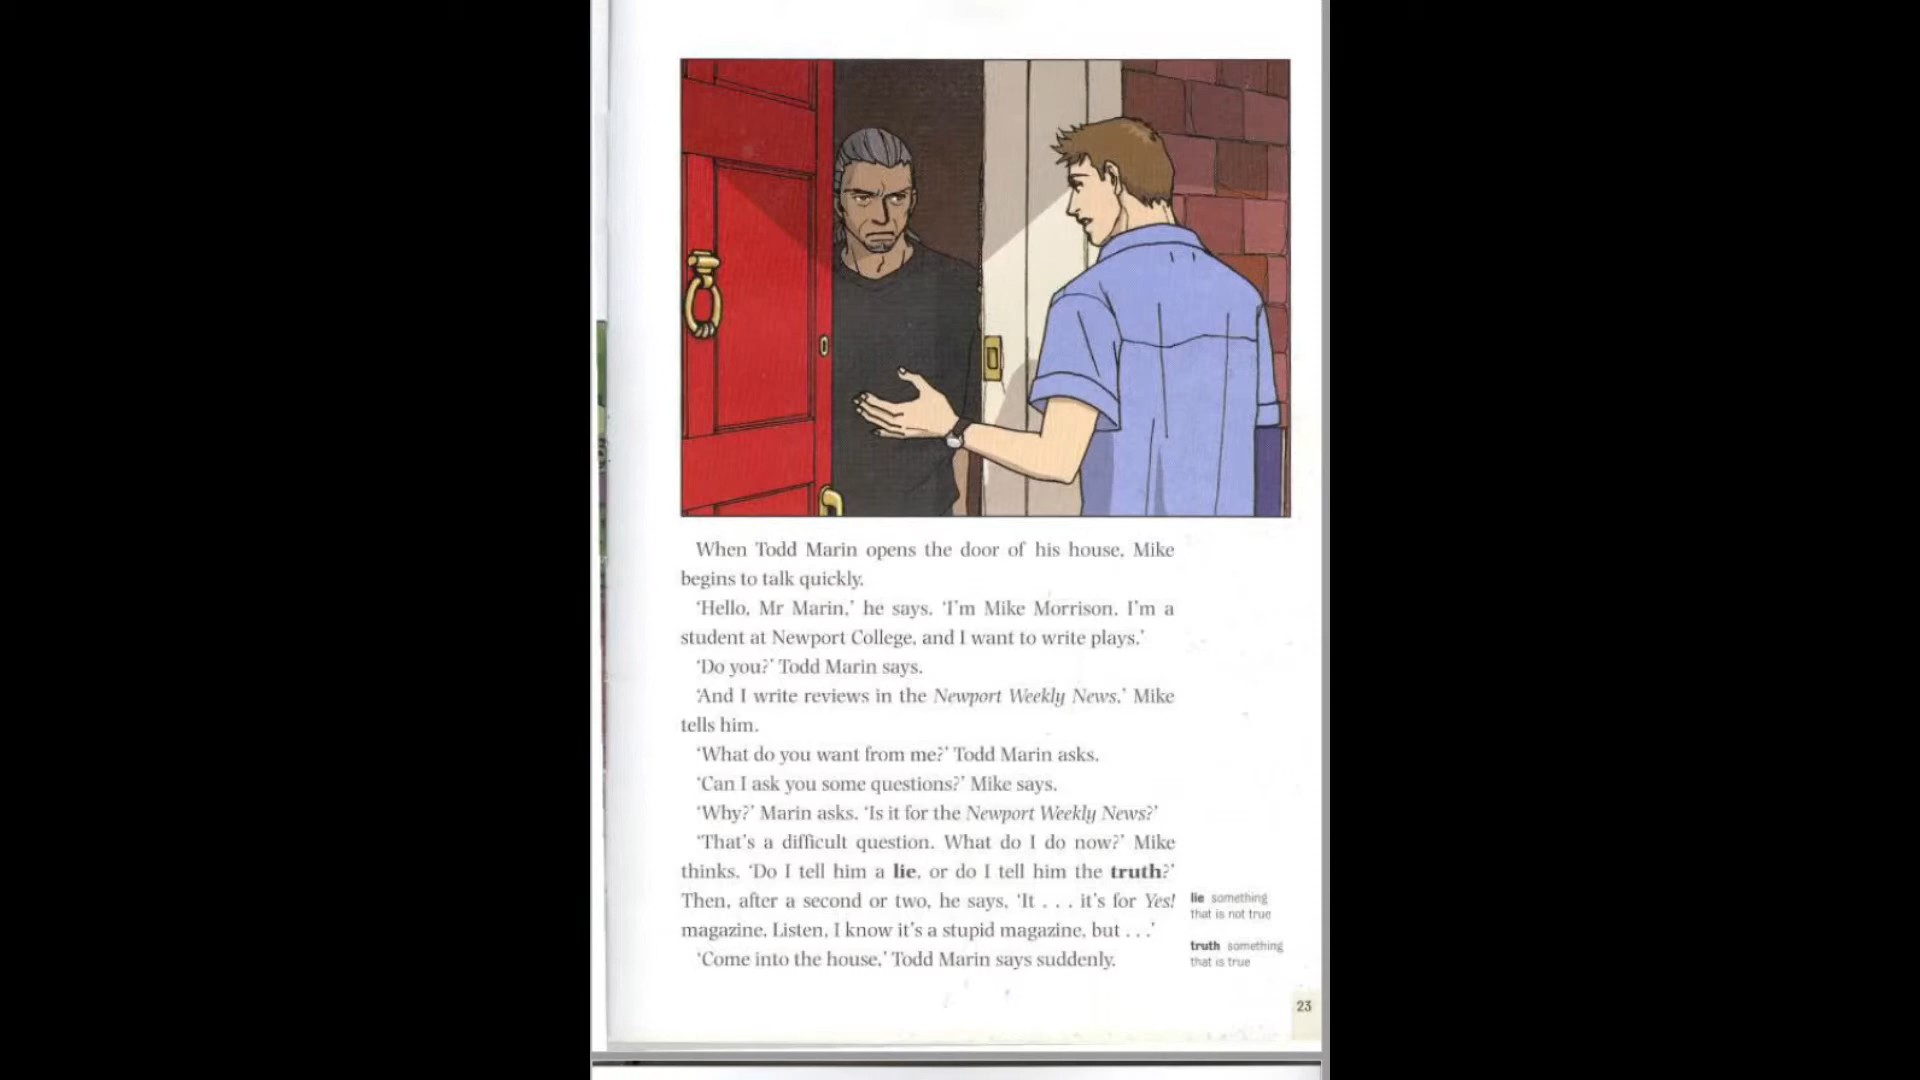 When Todd Marin opens the door of his house, Mike
begins to talk quickly.
‘Hello, Mr Marin,’ he says. ‘I’m Mike Morrison. I’m a
student at Newport College, and I want to write plays.’
‘Do you?’ Todd Marin says.
‘And I write reviews in the Newport Weekly News,’ Mike
tells him.
‘What do you want from me?’ Todd Marin asks.
‘Can I ask you some questions?’ Mike says.
‘Why?’ Marin asks. ‘Is it for the Newport Weekly News?’
‘That’s a difficult question. What do I do now?’ Mike
thinks. ‘Do I tell him a lie, or do I tell him the truth?’
Then, after a second or two, he says, ‘It . . . it’s for Yes!
magazine. Listen, I know it’s a stupid magazine, but . . .’
‘Come into the house,’ Todd Marin says suddenly.
lie something
that is not true
truth something
that is true
23